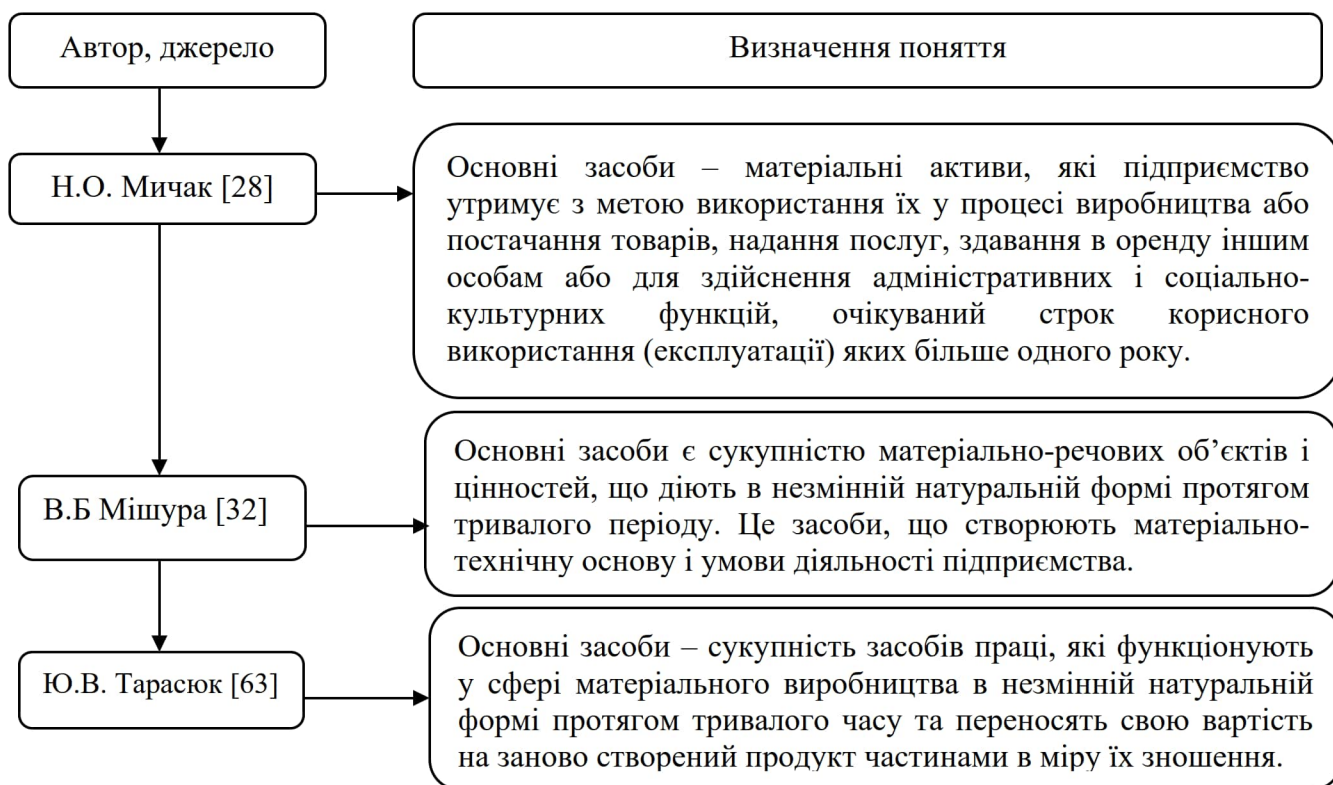 Автор, джерело
Визначення поняття
Н.О. Мичак [28]
Основні засоби – матеріальні активи, які підприємство
утримує з метою використання їх у процесі виробництва або
постачання товарів, надання послуг, здавання в оренду іншим
особам або для здійснення адміністративних і соціально-
культурних функцій, очікуваний строк корисного
використання (експлуатації) яких більше одного року.
В.Б Мішура [32]
Основні засоби є сукупністю матеріально-речових об’єктів і
цінностей, що діють в незмінній натуральній формі протягом
тривалого періоду. Це засоби, що створюють матеріально-
технічну основу і умови діяльності підприємства.
Ю.В. Тарасюк [63]
Основні засоби – сукупність засобів праці, які функціонують
у сфері матеріального виробництва в незмінній натуральній
формі протягом тривалого часу та переносять свою вартість
на заново створений продукт частинами в міру їх зношення.